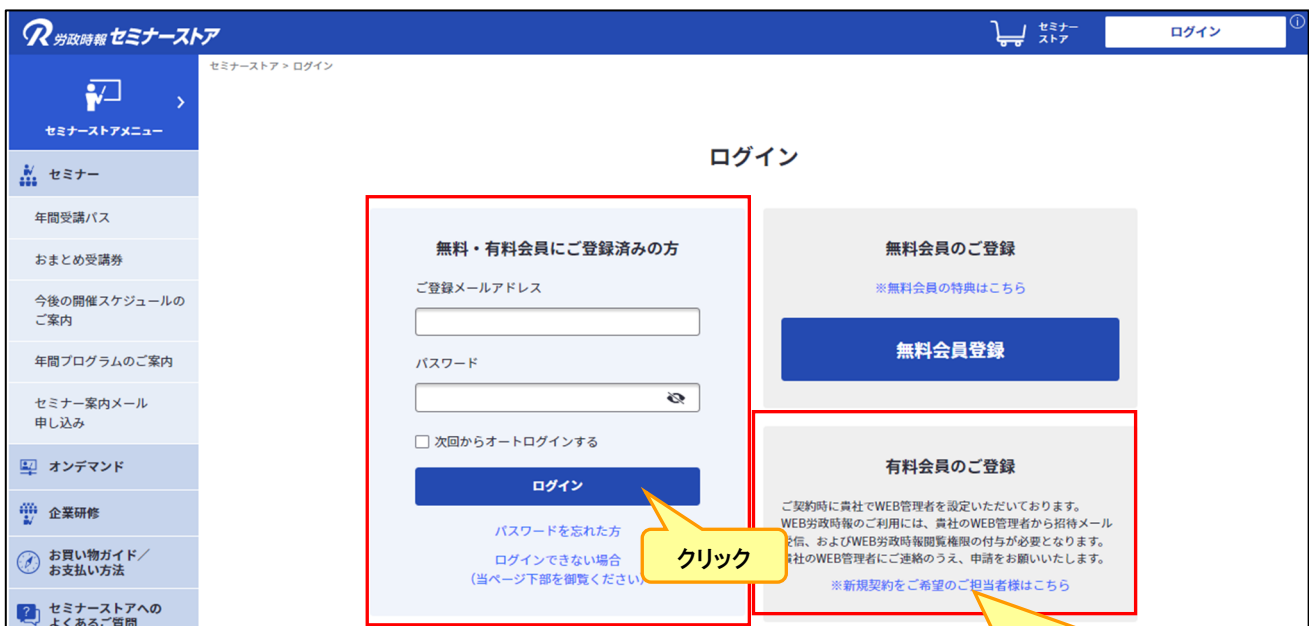 労政時報 セミナーストア
セミナー
ストア
ログイン
セミナーストア > ログイン
セミナーストアメニュー
セミナー
年間受講パス
おまとめ受講券
今後の開催スケジュールの
ご案内
年間プログラムのご案内
セミナー案内メール
申し込み
オンデマンド
企業研修
お買い物ガイド／
お支払い方法
セミナーストアへの
よくあるご質問
ログイン
無料・有料会員にご登録済みの方
ご登録メールアドレス
パスワード
次回からオートログインする
ログイン
パスワードを忘れた方
ログインできない場合
（当ページ下部を御覧ください）
クリック
無料会員のご登録
※無料会員の特典はこちら
無料会員登録
有料会員のご登録
ご契約時に貴社でWEB管理者を設定いただいております。
WEB労政時報のご利用には、貴社のWEB管理者から招待メール
受信、およびWEB労政時報閲覧権限の付与が必要となります。
貴社のWEB管理者にご連絡のうえ、申請をお願いいたします。
※新規契約をご希望のご担当者様はこちら